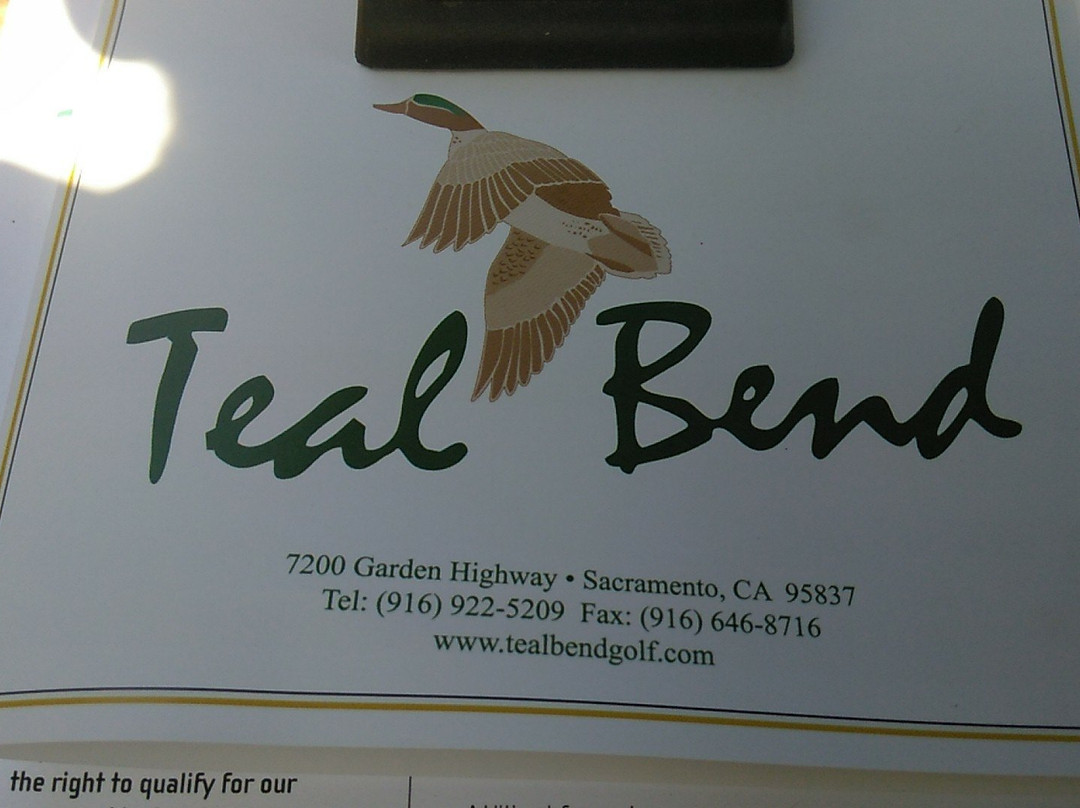 Teal Bend
7200 Garden Highway • Sacramento, CA 95837
Tel: (916) 922-5209 Fax: (916) 646-8716
www.tealbendgolf.com
the right to qualify for our